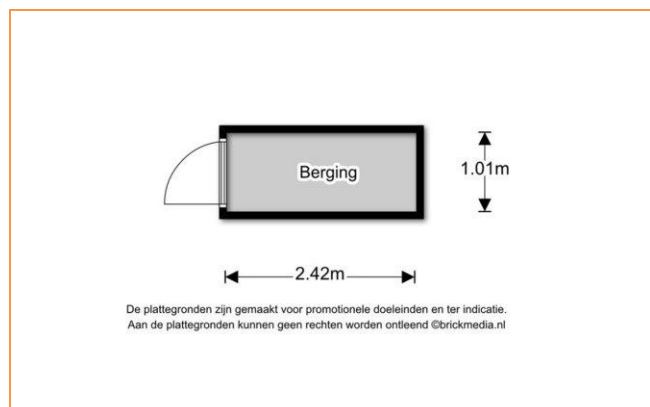 Berging
1.01m
2.42m
De plattegronden zijn gemaakt voor promotionele doeleinden en ter indicatie.
Aan de plattegronden kunnen geen rechten worden ontleend ©brickmedia.nl